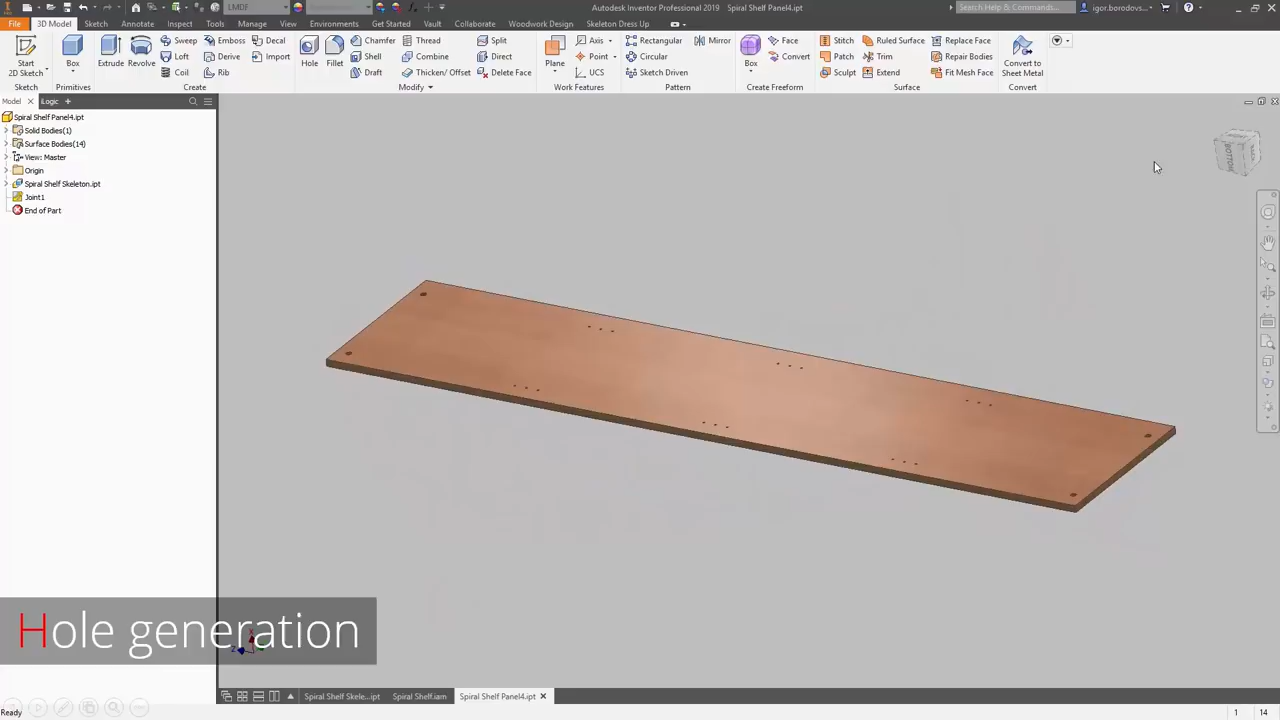 LMDF
Autodesk Inventor Professional 2019 Spiral Shelf Panel4.ipt
Search Help & Commands...
igor.borodovs...
File 3D Model Sketch Annotate Inspect Tools Manage View Environments Get Started Vault Collaborate Woodwork Design Skeleton Dress Up
Start
2D Sketch
Sketch
Box
Primitives
Extrude Revolve
Sweep Emboss Decal
Loft Derive Import
Coil Rib
Create
Hole Fillet
Chamfer Thread Split
Shell Combine Direct
Draft Thicken/ Offset Delete Face
Modify
Plane
Axis
Point
UCS
Work Features
Rectangular Mirror
Circular
Sketch Driven
Pattern
Box
Face
Convert
Create Freeform
Stitch Ruled Surface Replace Face
Patch Trim Repair Bodies
Sculpt Extend Fit Mesh Face
Surface
Convert to
Sheet Metal
Convert
Model Logic
Spiral Shelf Panel4.ipt
Solid Bodies(1)
Surface Bodies(14)
View: Master
Origin
Spiral Shelf Skeleton.ipt
Joint1
End of Part
BOTTOM
Hole generation
Spiral Shelf Skele...ipt Spiral Shelf.iam Spiral Shelf Panel4.ipt
Ready 1 14